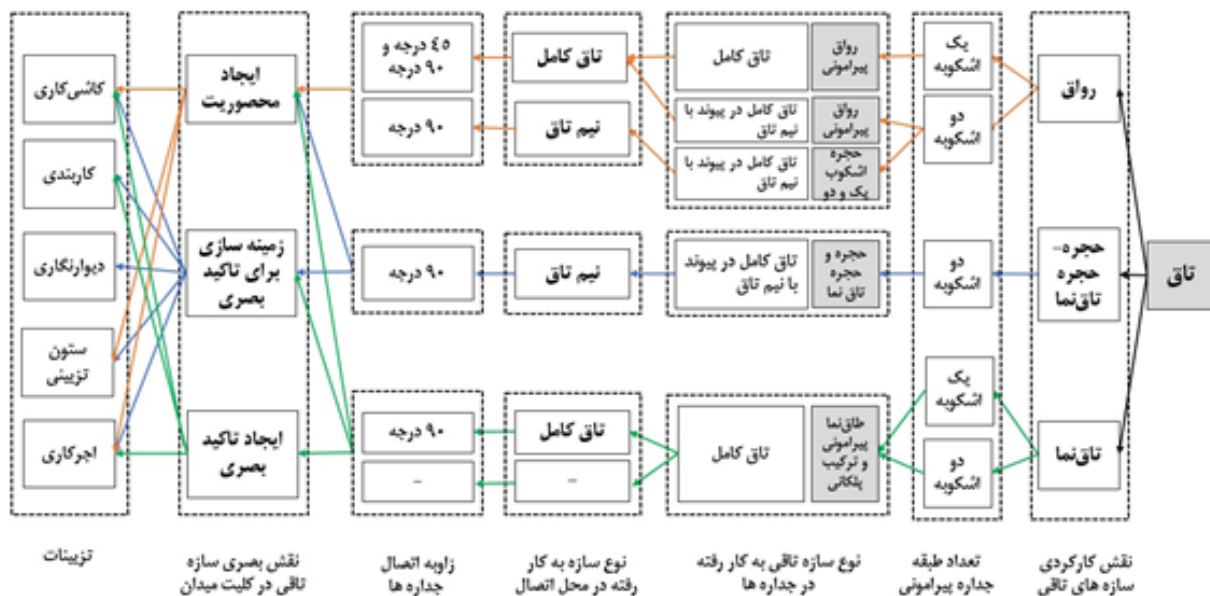 تاق
رواق
حجره–
حجره
تاق‌نما
تاق‌نما
یک
اشکوبه
دو
اشکوبه
دو
اشکوبه
یک
اشکوبه
دو
اشکوبه
رواق
پیرامونی
تاق کامل
رواق
پیرامونی
تاق کامل در پیوند با
نیم تاق
حجره
اشکوب
یک و دو
تاق کامل در پیوند با
نیم تاق
حجره و
حجره
تاق نما
تاق کامل در پیوند
با نیم تاق
طاق‌نما
پیرامونی
و ترکیب
پلکانی
تاق کامل
تاق کامل
نیم تاق
نیم تاق
تاق کامل
–
۴۵ درجه و
۹۰ درجه
۹۰ درجه
۹۰ درجه
۹۰ درجه
–
ایجاد
محصوریت
زمینه سازی
برای تاکید
بصری
ایجاد تاکید
بصری
کاشی‌کاری
کاربندی
دیوارنگاری
ستون
تزیینی
اجرکاری
نقش کارکردی
سازه های تاقی
تعداد طبقه
جداره پیرامونی
نوع سازه تاقی به کار رفته
در جداره ها
نوع سازه به کار
رفته در محل اتصال
زاویه اتصال
جداره ها
نقش بصری سازه
تاقی در کلیت میدان
تزیینات